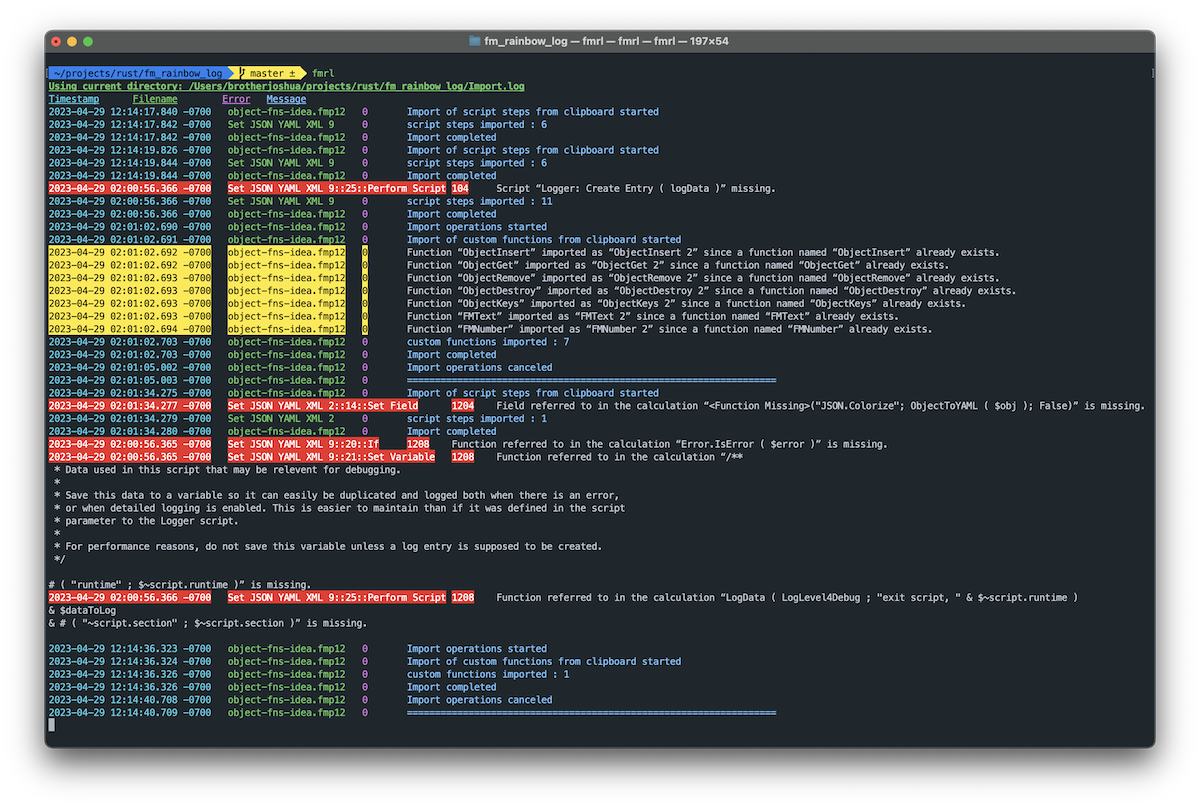 fm_rainbow_log — fmrl — fmrl — fmrl — 197×54
~/projects/rust/fm_rainbow_log master ± fmrl
Using current directory: /Users/brotherjoshua/projects/rust/fm_rainbow_log/Import.log
Timestamp Filename Error Message
2023-04-29 12:14:17.840 -0700 object-fns-idea.fmp12 0 Import of script steps from clipboard started
2023-04-29 12:14:17.842 -0700 Set JSON YAML XML 9 script steps imported : 6
2023-04-29 12:14:17.842 -0700 object-fns-idea.fmp12 0 Import completed
2023-04-29 12:14:19.826 -0700 object-fns-idea.fmp12 0 Import of script steps from clipboard started
2023-04-29 12:14:19.844 -0700 Set JSON YAML XML 9 script steps imported : 6
2023-04-29 12:14:19.844 -0700 object-fns-idea.fmp12 0 Import completed
2023-04-29 02:00:56.366 -0700 Set JSON YAML XML 9::25::Perform Script 104 Script “Logger: Create Entry ( logData )” missing.
2023-04-29 02:00:56.366 -0700 Set JSON YAML XML 9 script steps imported : 11
2023-04-29 02:00:56.366 -0700 object-fns-idea.fmp12 0 Import completed
2023-04-29 02:01:02.690 -0700 object-fns-idea.fmp12 0 Import operations started
2023-04-29 02:01:02.691 -0700 object-fns-idea.fmp12 0 Import of custom functions from clipboard started
2023-04-29 02:01:02.692 -0700 object-fns-idea.fmp12 0 Function “ObjectInsert” imported as “ObjectInsert 2” since a function named “ObjectInsert” already exists.
2023-04-29 02:01:02.692 -0700 object-fns-idea.fmp12 0 Function “ObjectGet” imported as “ObjectGet 2” since a function named “ObjectGet” already exists.
2023-04-29 02:01:02.693 -0700 object-fns-idea.fmp12 0 Function “ObjectRemove” imported as “ObjectRemove 2” since a function named “ObjectRemove” already exists.
2023-04-29 02:01:02.693 -0700 object-fns-idea.fmp12 0 Function “ObjectDestroy” imported as “ObjectDestroy 2” since a function named “ObjectDestroy” already exists.
2023-04-29 02:01:02.693 -0700 object-fns-idea.fmp12 0 Function “ObjectKeys” imported as “ObjectKeys 2” since a function named “ObjectKeys” already exists.
2023-04-29 02:01:02.693 -0700 object-fns-idea.fmp12 0 Function “FMText” imported as “FMText 2” since a function named “FMText” already exists.
2023-04-29 02:01:02.694 -0700 object-fns-idea.fmp12 0 Function “FMNumber” imported as “FMNumber 2” since a function named “FMNumber” already exists.
2023-04-29 02:01:02.703 -0700 object-fns-idea.fmp12 0 custom functions imported : 7
2023-04-29 02:01:02.703 -0700 object-fns-idea.fmp12 0 Import completed
2023-04-29 02:01:05.002 -0700 object-fns-idea.fmp12 0 Import operations canceled
2023-04-29 02:01:05.003 -0700 object-fns-idea.fmp12 0 ==================================================================
2023-04-29 02:01:34.275 -0700 object-fns-idea.fmp12 0 Import of script steps from clipboard started
2023-04-29 02:01:34.277 -0700 Set JSON YAML XML 2::14::Set Field 1204 Field referred to in the calculation “<Function Missing>("JSON.Colorize"; ObjectToYAML ( $obj ); False)” is missing.
2023-04-29 02:01:34.279 -0700 Set JSON YAML XML 2 script steps imported : 1
2023-04-29 02:01:34.280 -0700 object-fns-idea.fmp12 0 Import completed
2023-04-29 02:00:56.365 -0700 Set JSON YAML XML 9::20::If 1208 Function referred to in the calculation “Error.IsError ( $error )” is missing.
2023-04-29 02:00:56.365 -0700 Set JSON YAML XML 9::21::Set Variable 1208 Function referred to in the calculation “/**
* Data used in this script that may be relevent for debugging.
*
* Save this data to a variable so it can easily be duplicated and logged both when there is an error,
* or when detailed logging is enabled. This is easier to maintain than if it was defined in the script
* parameter to the Logger script.
*
* For performance reasons, do not save this variable unless a log entry is supposed to be created.
*/
# ( "runtime" ; $~script.runtime )” is missing.
2023-04-29 02:00:56.366 -0700 Set JSON YAML XML 9::25::Perform Script 1208 Function referred to in the calculation “LogData ( LogLevel4Debug ; "exit script, " & $~script.runtime )
& $dataToLog
& # ( "~script.section" ; $~script.section )” is missing.
2023-04-29 12:14:36.323 -0700 object-fns-idea.fmp12 0 Import operations started
2023-04-29 12:14:36.324 -0700 object-fns-idea.fmp12 0 Import of custom functions from clipboard started
2023-04-29 12:14:36.326 -0700 object-fns-idea.fmp12 0 custom functions imported : 1
2023-04-29 12:14:36.326 -0700 object-fns-idea.fmp12 0 Import completed
2023-04-29 12:14:40.708 -0700 object-fns-idea.fmp12 0 Import operations canceled
2023-04-29 12:14:40.709 -0700 object-fns-idea.fmp12 0 ==================================================================